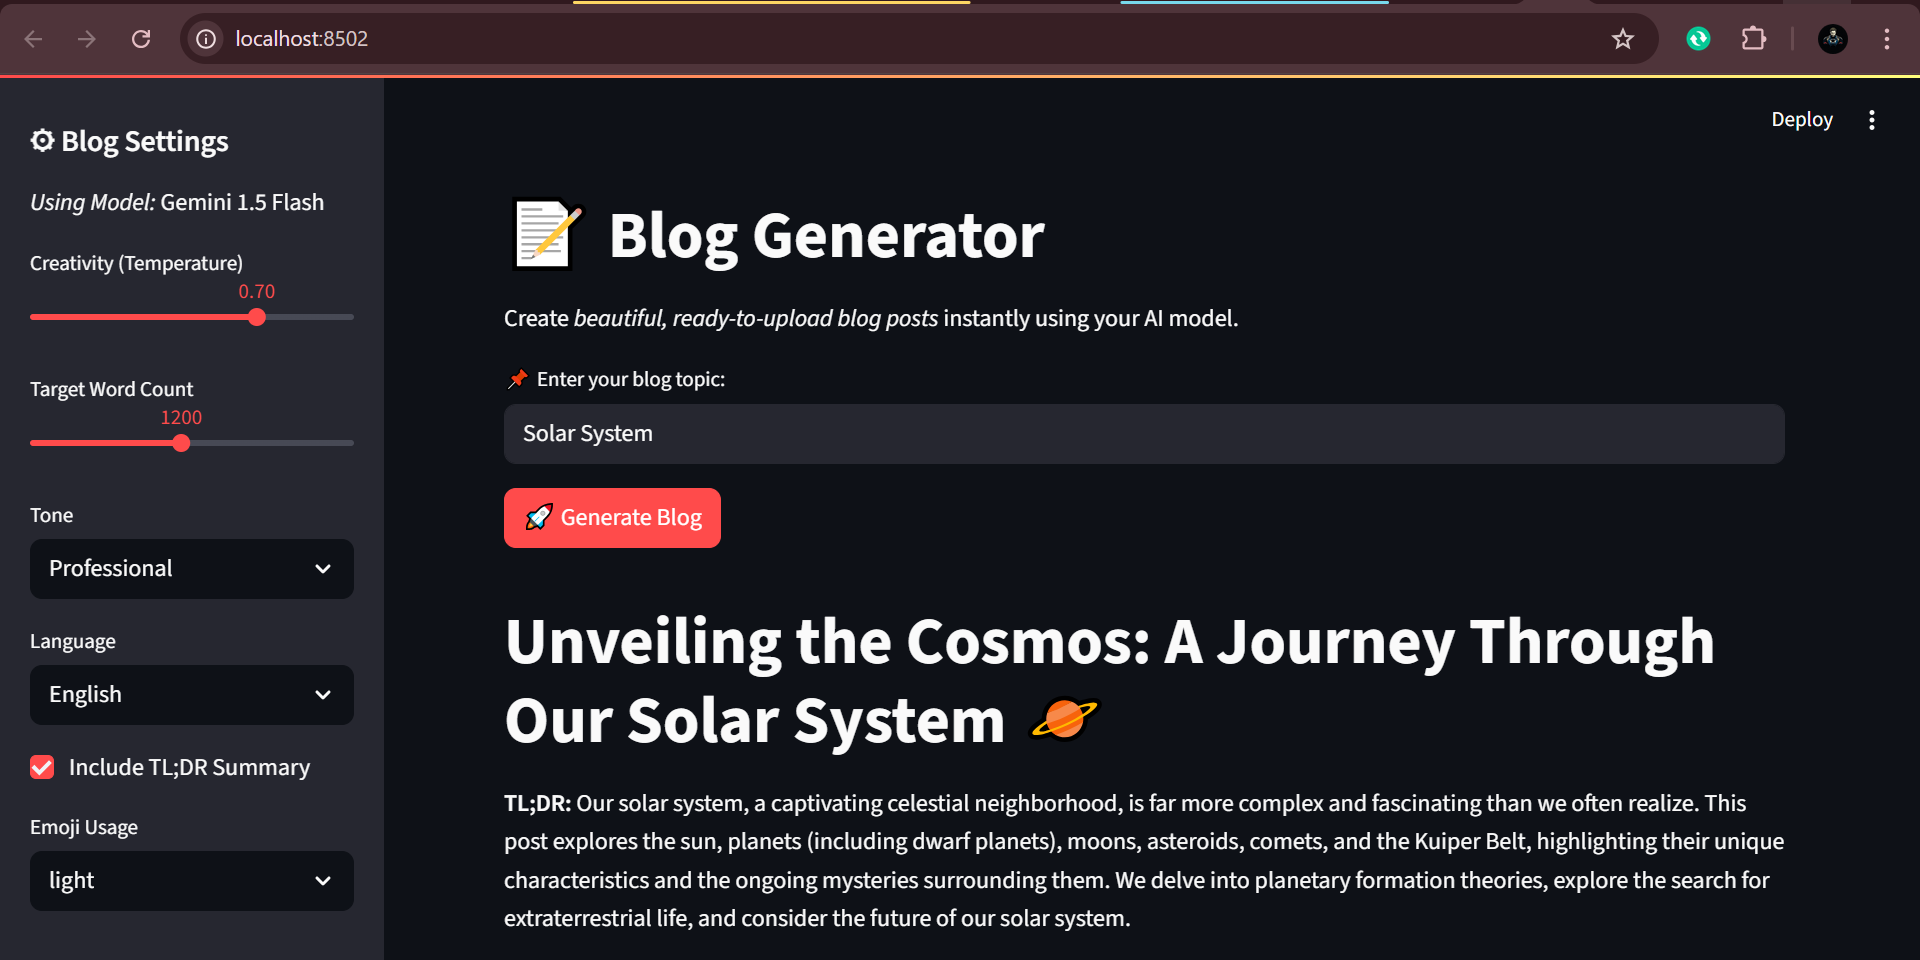 localhost:8502
Deploy
⚙ Blog Settings
Using Model: Gemini 1.5 Flash
Creativity (Temperature)
0.70
Target Word Count
1200
Tone
Professional
Language
English
Include TL;DR Summary
Emoji Usage
light
📝 Blog Generator
Create beautiful, ready-to-upload blog posts instantly using your AI model.
📌 Enter your blog topic:
Solar System
🚀 Generate Blog
Unveiling the Cosmos: A Journey Through
Our Solar System 🪐
TL;DR: Our solar system, a captivating celestial neighborhood, is far more complex and fascinating than we often realize. This
post explores the sun, planets (including dwarf planets), moons, asteroids, comets, and the Kuiper Belt, highlighting their unique
characteristics and the ongoing mysteries surrounding them. We delve into planetary formation theories, explore the search for
extraterrestrial life, and consider the future of our solar system.